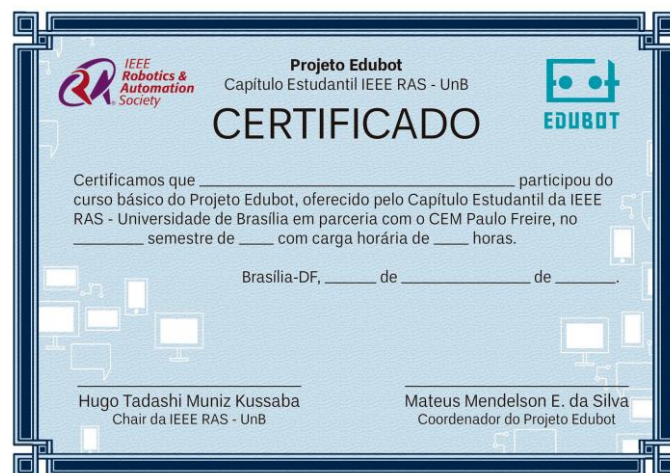 IEEE
Robotics &
Automation
Society
Projeto Edubot
Capítulo Estudantil IEEE RAS - UnB
CERTIFICADO
EDUBOT
Certificamos que ____________________ participou do
curso básico do Projeto Edubot, oferecido pelo Capítulo Estudantil da IEEE
RAS - Universidade de Brasília em parceria com o CEM Paulo Freire, no
________ semestre de ____ com carga horária de ____ horas.
Brasília-DF, ______ de _______________ de _______.
Hugo Tadashi Muniz Kussaba
Chair da IEEE RAS - UnB
Mateus Mendelson E. da Silva
Coordenador do Projeto Edubot